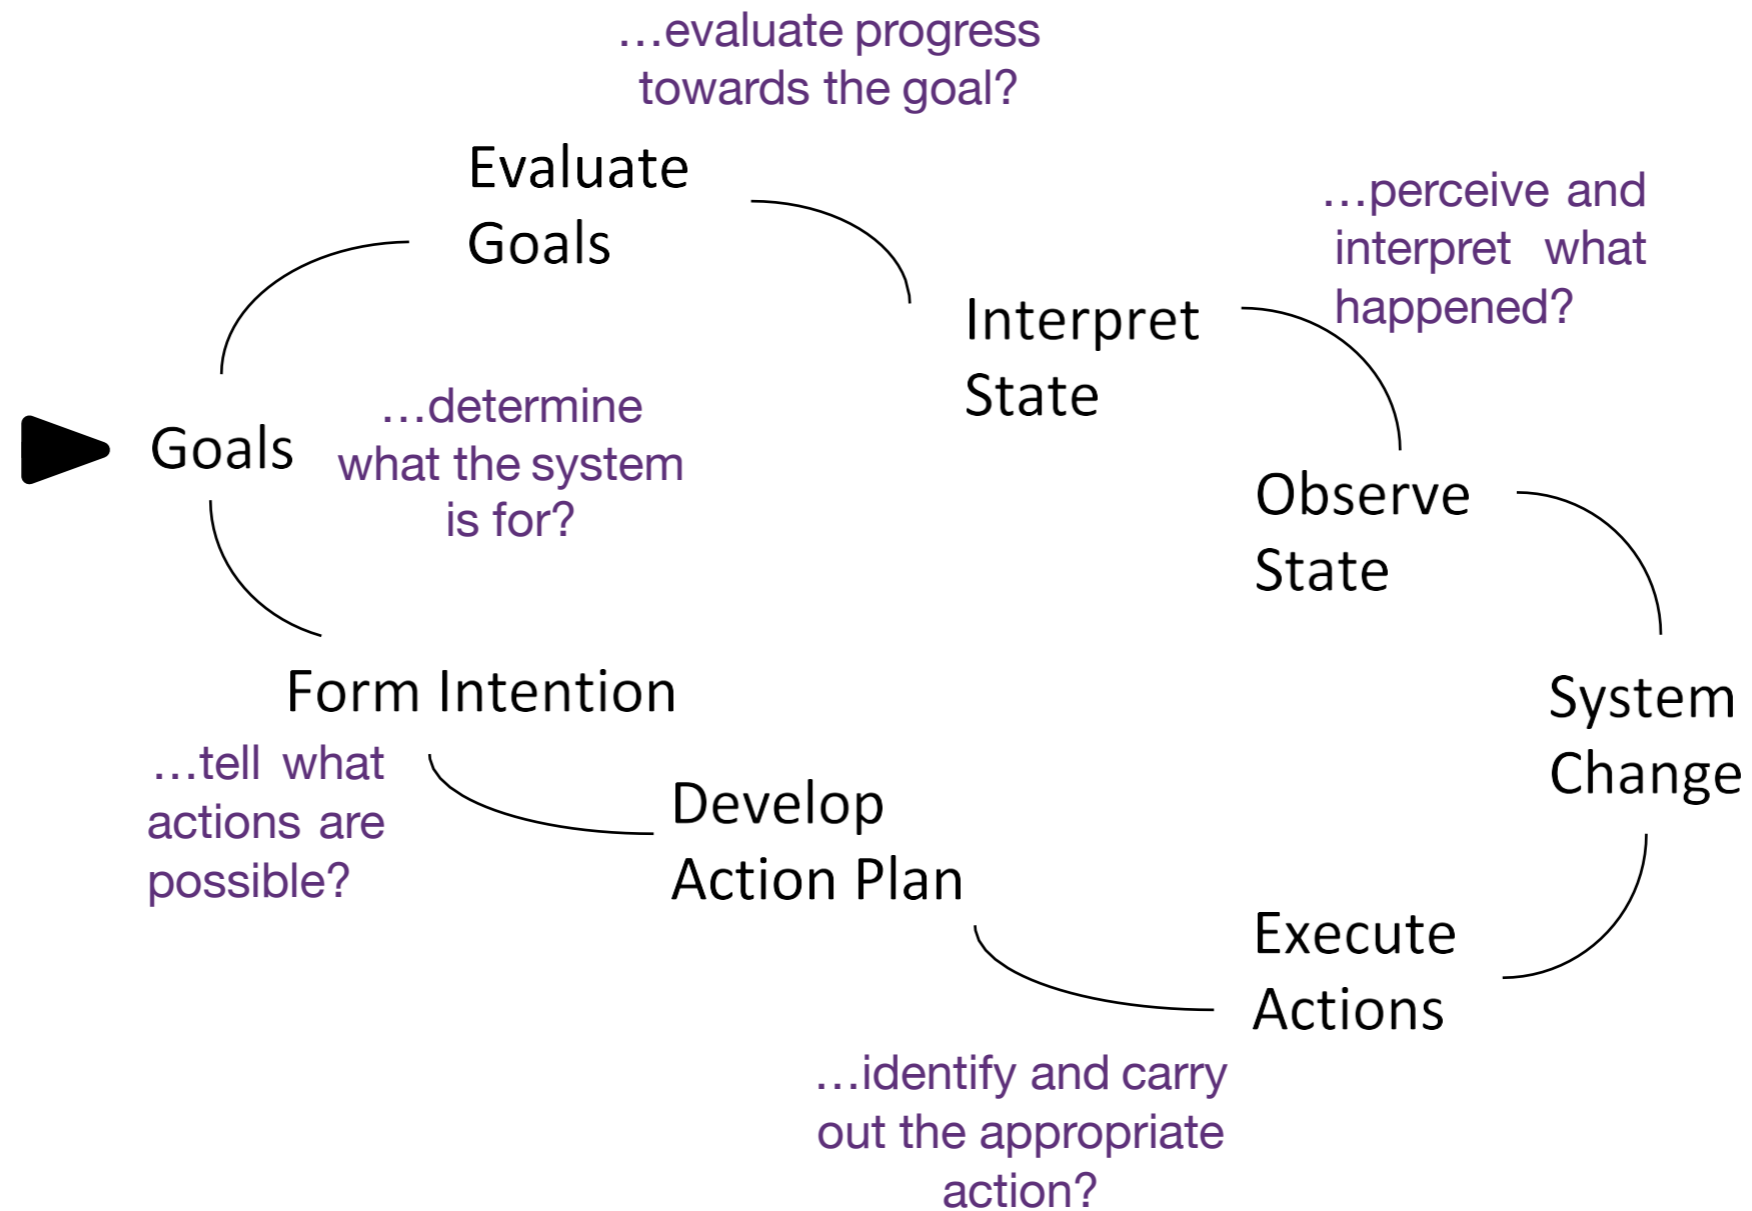 …evaluate progress
towards the goal?
Evaluate
Goals
…perceive and
interpret what
happened?
Interpret
State
Goals
…determine
what the system
is for?
Observe
State
Form Intention
…tell what
actions are
possible?
Develop
Action Plan
System
Change
Execute
Actions
…identify and carry
out the appropriate
action?